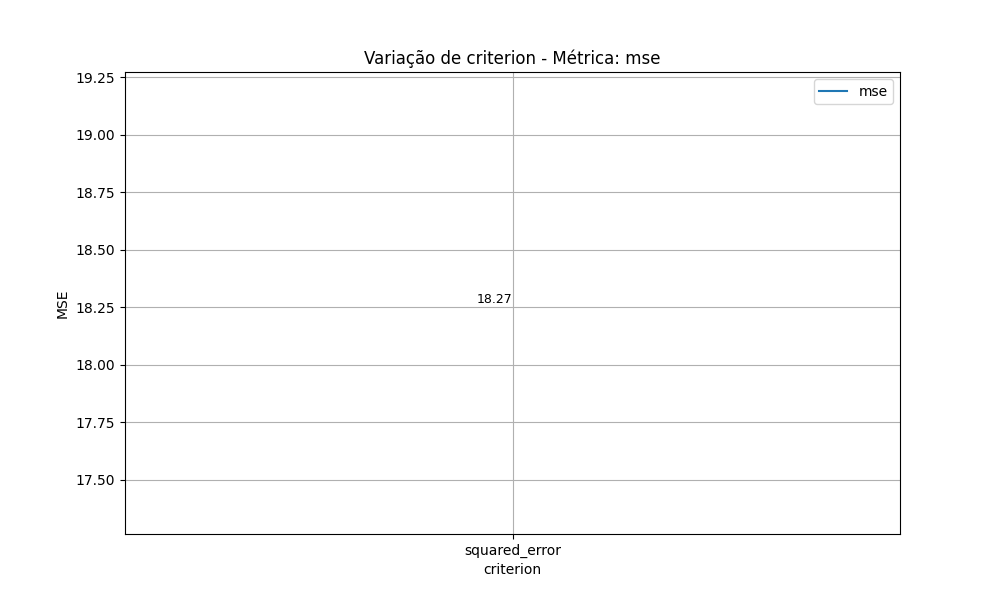 Variação de criterion - Métrica: mse
19.25
mse
19.00
18.75
18.50
18.27
18.25
MSE
18.00
17.75
17.50
squared_error
criterion